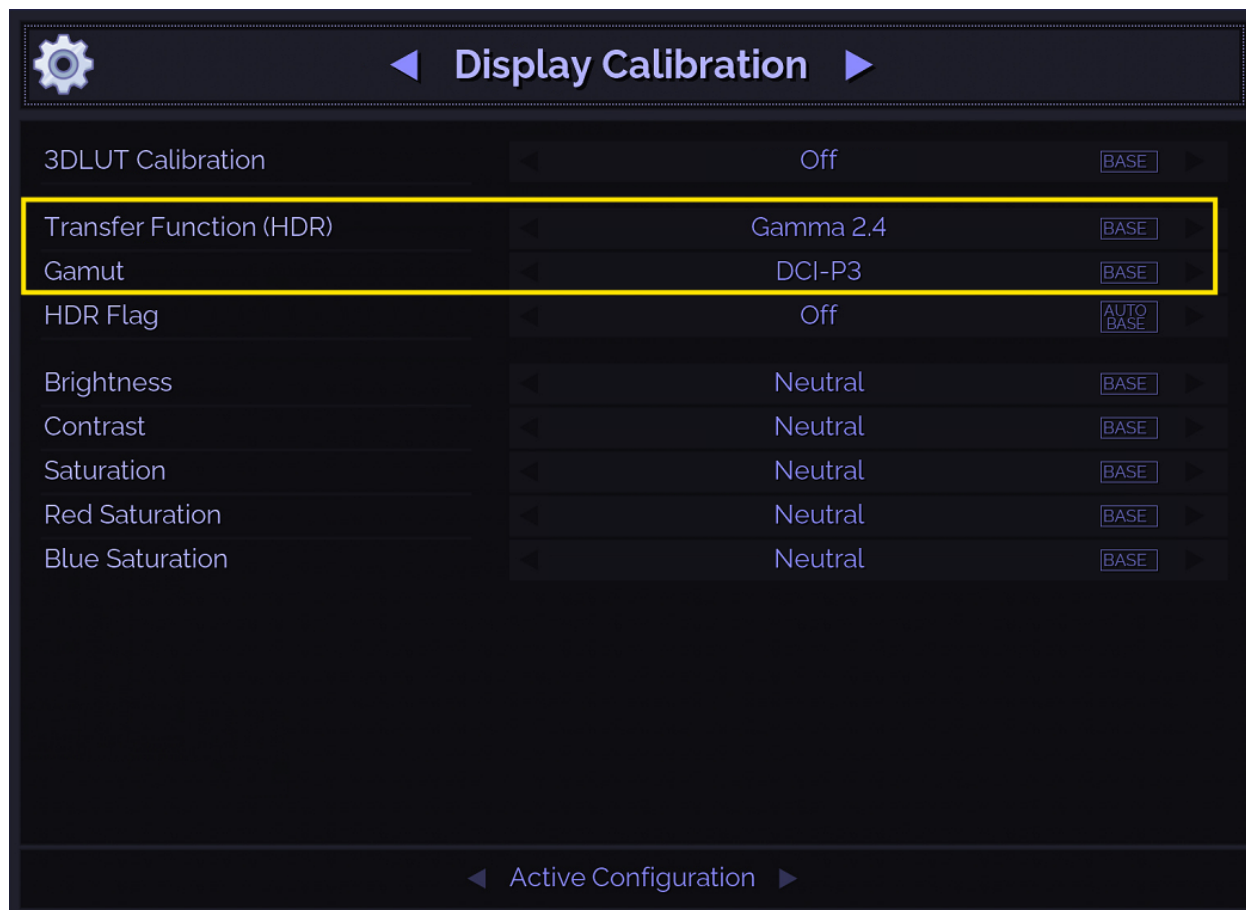 Display Calibration
3DLUT Calibration Off BASE
Transfer Function (HDR) Gamma 2.4 BASE
Gamut DCI-P3 BASE
HDR Flag Off AUTO BASE
Brightness Neutral BASE
Contrast Neutral BASE
Saturation Neutral BASE
Red Saturation Neutral BASE
Blue Saturation Neutral BASE
Active Configuration